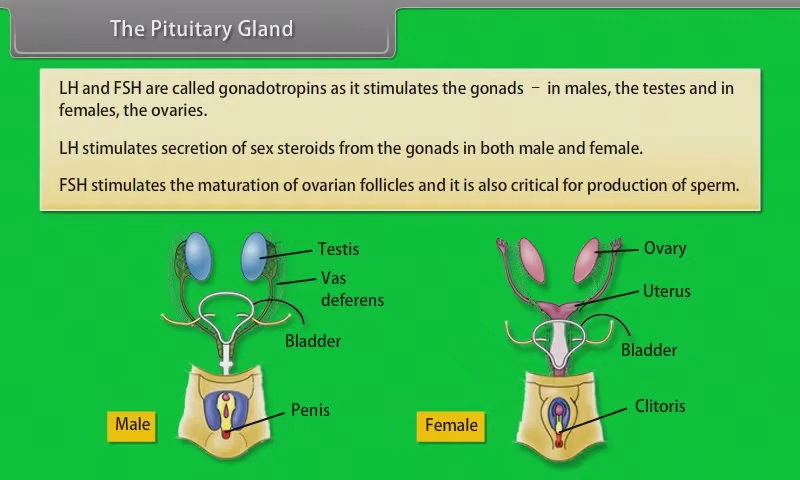 The Pituitary Gland
LH and FSH are called gonadotropins as it stimulates the gonads – in males, the testes and in
females, the ovaries.
LH stimulates secretion of sex steroids from the gonads in both male and female.
FSH stimulates the maturation of ovarian follicles and it is also critical for production of sperm.
Testis
Vas
deferens
Bladder
Penis
Male
Ovary
Uterus
Bladder
Clitoris
Female